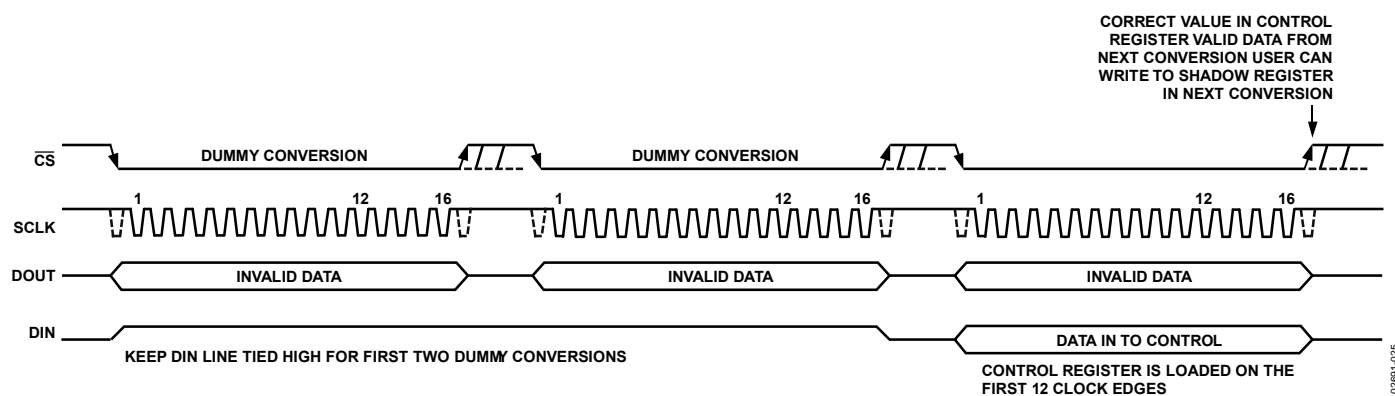 CORRECT VALUE IN CONTROL
REGISTER VALID DATA FROM
NEXT CONVERSION USER CAN
WRITE TO SHADOW REGISTER
IN NEXT CONVERSION
CS
DUMMY CONVERSION
DUMMY CONVERSION
1 12 16 1 12 16 1 12 16
SCLK
DOUT
INVALID DATA
INVALID DATA
INVALID DATA
DIN
DATA IN TO CONTROL
KEEP DIN LINE TIED HIGH FOR FIRST TWO DUMMY CONVERSIONS
CONTROL REGISTER IS LOADED ON THE
FIRST 12 CLOCK EDGES
02691-025